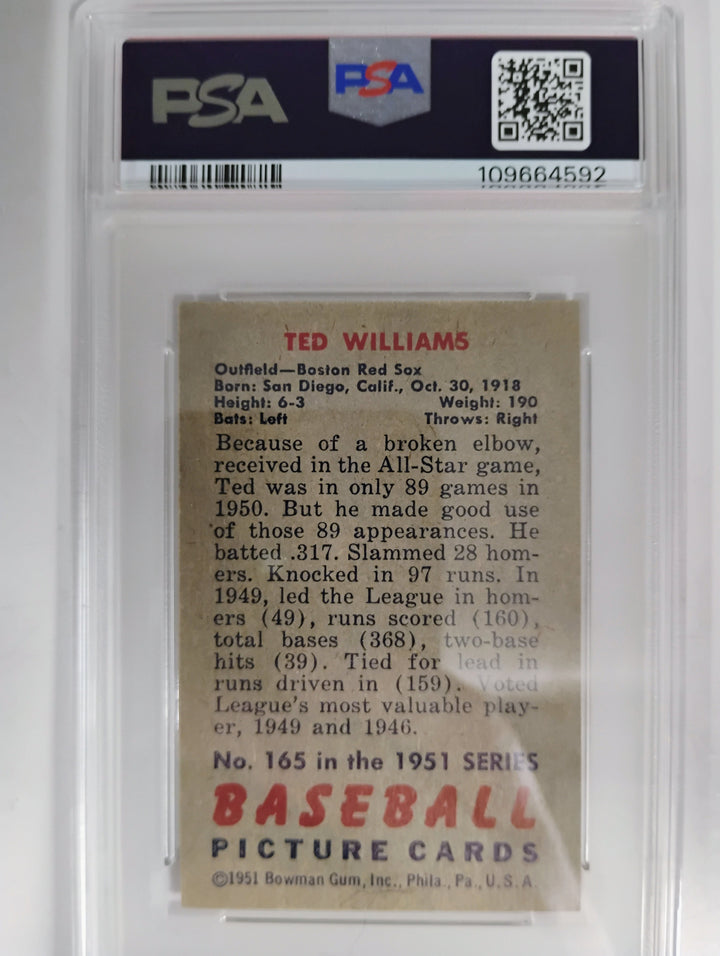 PSA PSA
109664592
TED WILLIAMS
Outfield—Boston Red Sox
Born: San Diego, Calif., Oct. 30, 1918
Height: 6-3 Weight: 190
Bats: Left Throws: Right
Because of a broken elbow,
received in the All-Star game,
Ted was in only 89 games in
1950. But he made good use
of those 89 appearances. He
batted .317. Slammed 28 hom-
ers. Knocked in 97 runs. In
1949, led the League in hom-
ers (49), runs scored (160),
total bases (368), two-base
hits (39). Tied for lead in
runs driven in (159). Voted
League's most valuable play-
er, 1949 and 1946.
No. 165 in the 1951 SERIES
BASEBALL
PICTURE CARDS
©1951 Bowman Gum, Inc., Phila., Pa., U.S.A.